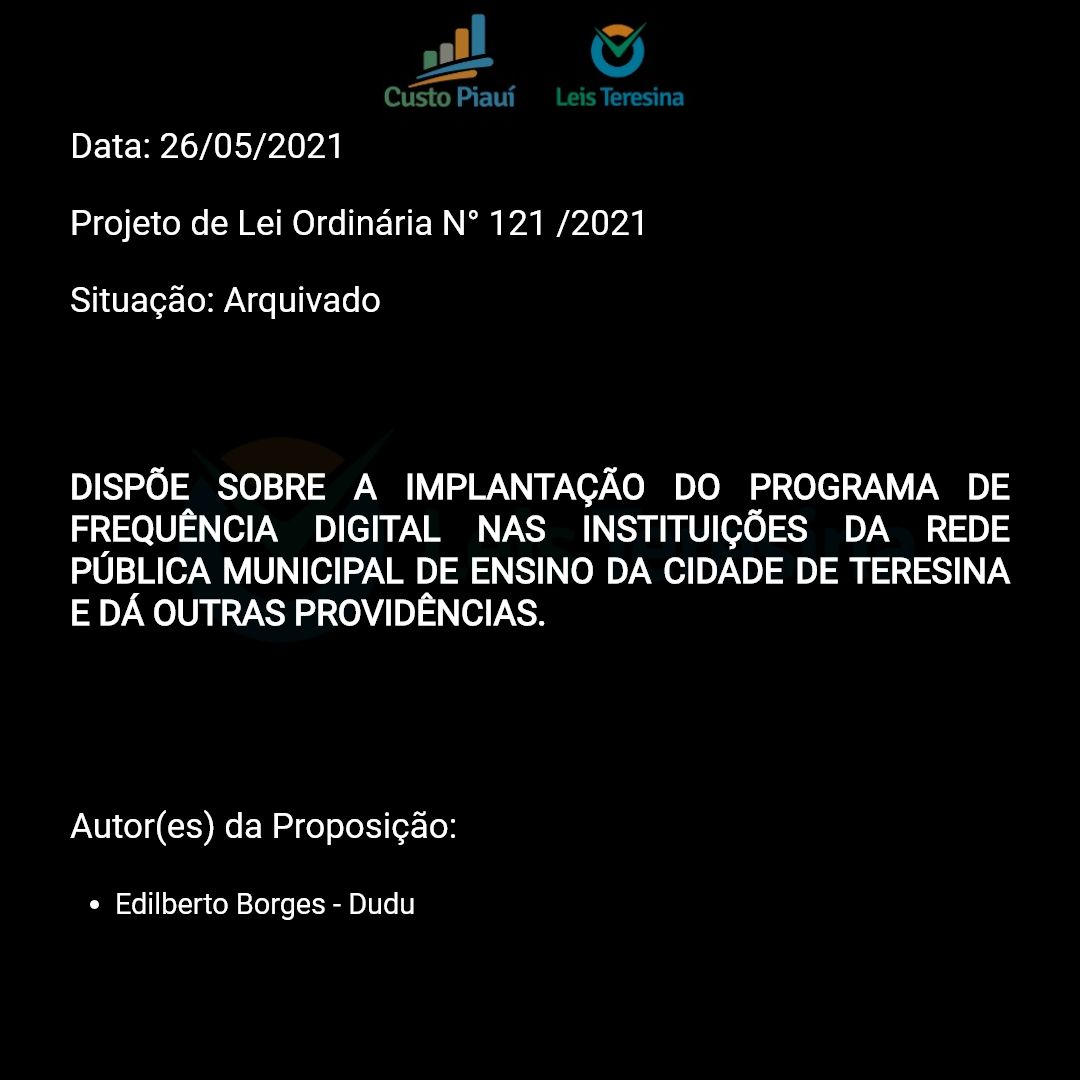 Custo Piauí
Leis Teresina
Data: 26/05/2021
Projeto de Lei Ordinária N° 121 /2021
Situação: Arquivado
DISPÕE SOBRE A IMPLANTAÇÃO DO PROGRAMA DE
FREQUÊNCIA DIGITAL NAS INSTITUIÇÕES DA REDE
PÚBLICA MUNICIPAL DE ENSINO DA CIDADE DE TERESINA
E DÁ OUTRAS PROVIDÊNCIAS.
Leis Teresina
Autor(es) da Proposição:
• Edilberto Borges - Dudu